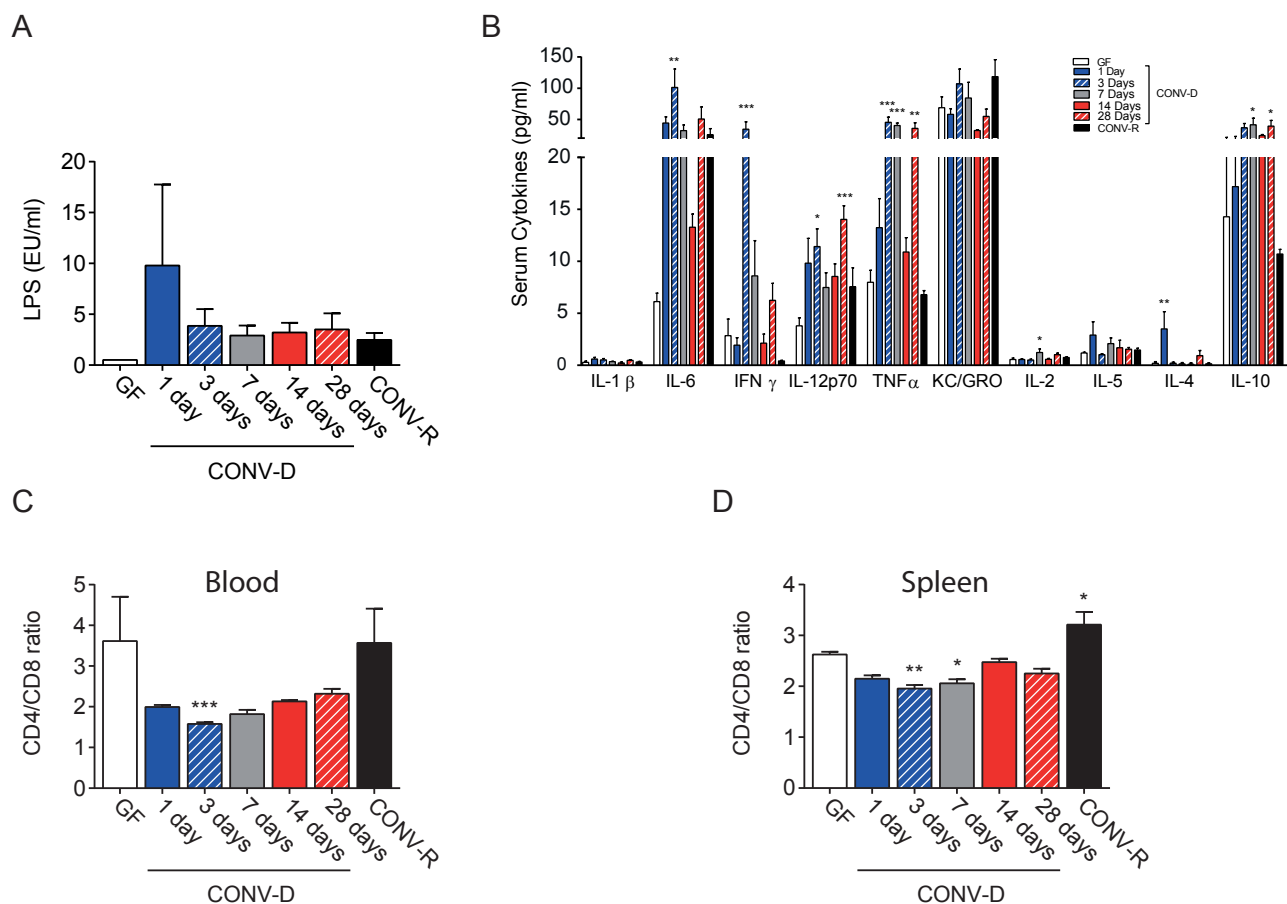 A
LPS (EU/ml)
20
15
10
5
0
GF
1 day
3 days
7 days
14 days
28 days
CONV-R
CONV-D
B
Serum Cytokines (pg/ml)
150
100
50
20
15
10
5
0
**
***
*
***
***
***
**
*
**
*
*
GF
1 Day
3 Days
7 Days
14 Days
28 Days
CONV-R
CONV-D
IL-1 β
IL-6
IFN γ
IL-12p70
TNFα
KC/GRO
IL-2
IL-5
IL-4
IL-10
C
Blood
CD4/CD8 ratio
5
4
3
2
1
0
***
GF
1 day
3 days
7 days
14 days
28 days
CONV-R
CONV-D
D
Spleen
CD4/CD8 ratio
4
3
2
1
0
**
*
*
GF
1 day
3 days
7 days
14 days
28 days
CONV-R
CONV-D